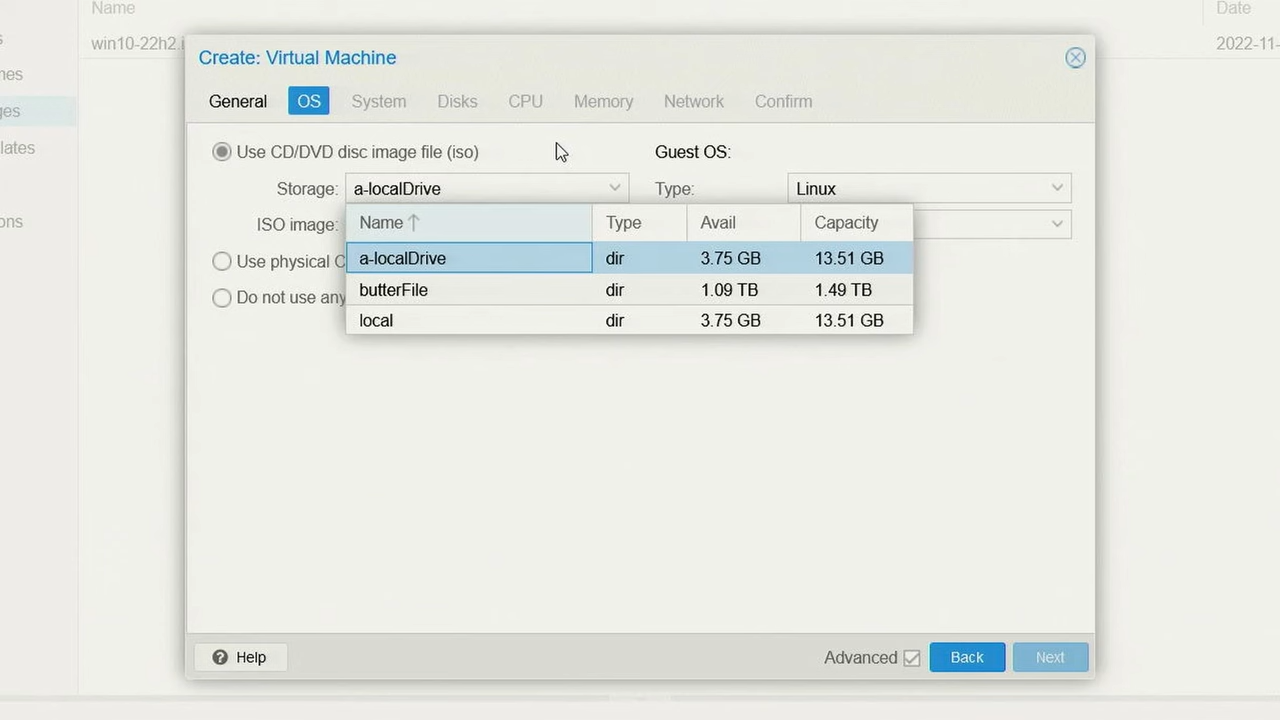 Name Date
win10-22h2.i 2022-11-
Create: Virtual Machine
General OS System Disks CPU Memory Network Confirm
Use CD/DVD disc image file (iso) Guest OS:
Storage: a-localDrive Type: Linux
ISO image:
Name Type Avail Capacity
Use physical C
a-localDrive dir 3.75 GB 13.51 GB
butterFile dir 1.09 TB 1.49 TB
Do not use any
local dir 3.75 GB 13.51 GB
mes
ges
lates
ons
Help Advanced Back Next